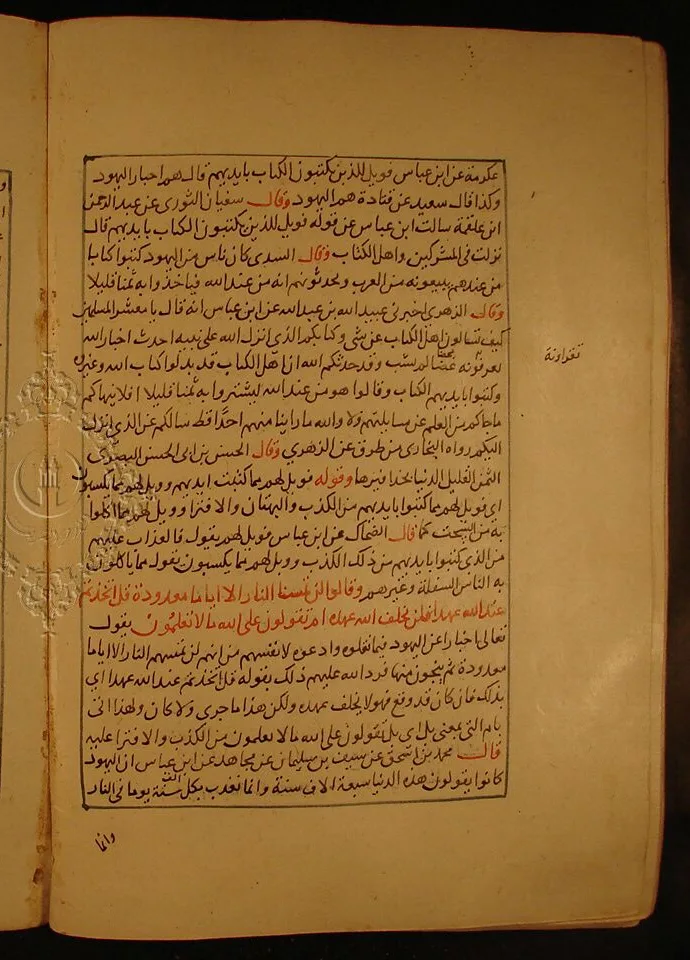 عكرمة عن ابن عباس فويل للذين يكتبون الكتاب بايديهم قال هم احبار اليهود
وكذا قال سعيد عن قتادة هم اليهود وقال سفيان الثوري عن عبد الرحمن
ابن علقمة سالت ابن عباس عن قوله فويل للذين يكتبون الكتاب بايديهم قال
نزلت في المشركين واهل الكتاب وقال السدي كان ناس من اليهود كتبوا كتابا
من عندهم يبيعونه من العرب ويحدثونهم انه من عند الله فياخذوا به ثمنا قليلا
وقال الزهري اخبرني عبيد الله بن عبد الله عن ابن عباس انه قال يا معشر المسلمين
كيف تسالون اهل الكتاب عن شي وكتابكم الذي انزل الله على نبيه احدث اخبار الله
تعرفونه غضا لم يشب وقد حدثكم الله ان اهل الكتاب قد بدلوا كتاب الله وغيره
وكتبوا بايديهم الكتاب وقالوا هو من عند الله ليشتروا به ثمنا قليلا افلا ينهاكم
ما جاكم من العلم عن مسايلتهم ولا والله ما راينا منهم احدا قط سالكم عن الذي انزل
اليكم رواه البخاري من طرق عن الزهري وقال الحسن بن ابي الحسن البصري
الثمن القليل الدنيا بحذافيرها وقوله فويل لهم مما كتبت ايديهم وويل لهم مما يكسبون
اي فويل لهم مما كتبوا بايديهم من الكذب والبهتان والافترا وويل لهم مما اكلوا
به من السحت كما قال الضحاك عن ابن عباس فويل لهم يقول فالعذاب عليهم
من الذي كتبوا بايديهم من ذلك الكذب وويل لهم مما يكسبون يقول مما ياكلون
به الناس السفلة وغيرهم وقالوا لن تمسنا النار الا اياما معدودة قل اتخذتم
عند الله عهدا فلن يخلف الله عهده ام تقولون على الله ما لا تعلمون يقول
تعالى اخبارا عن اليهود فيما نقلوه وادعوه لانفسهم من انهم لن تمسهم النار الا اياما
معدودة ثم ينجون منها فرد الله عليهم ذلك بقوله قل اتخذتم عند الله عهدا اي
بذلك فان كان قد وقع فهو لا يخلف عهده ولكن هذا ما جرى ولا كان ولهذا اتى
بام التي بمعنى بل اي بل تقولون على الله ما لا تعلمون من الكذب والافترا عليه
قال محمد بن اسحق عن سيف بن سليمان عن مجاهد عن ابن عباس ان اليهود
كانوا يقولون هذه الدنيا سبعة الاف سنة وانما نعذب بكل الف سنة يوما في النار
وانما
تقراونه